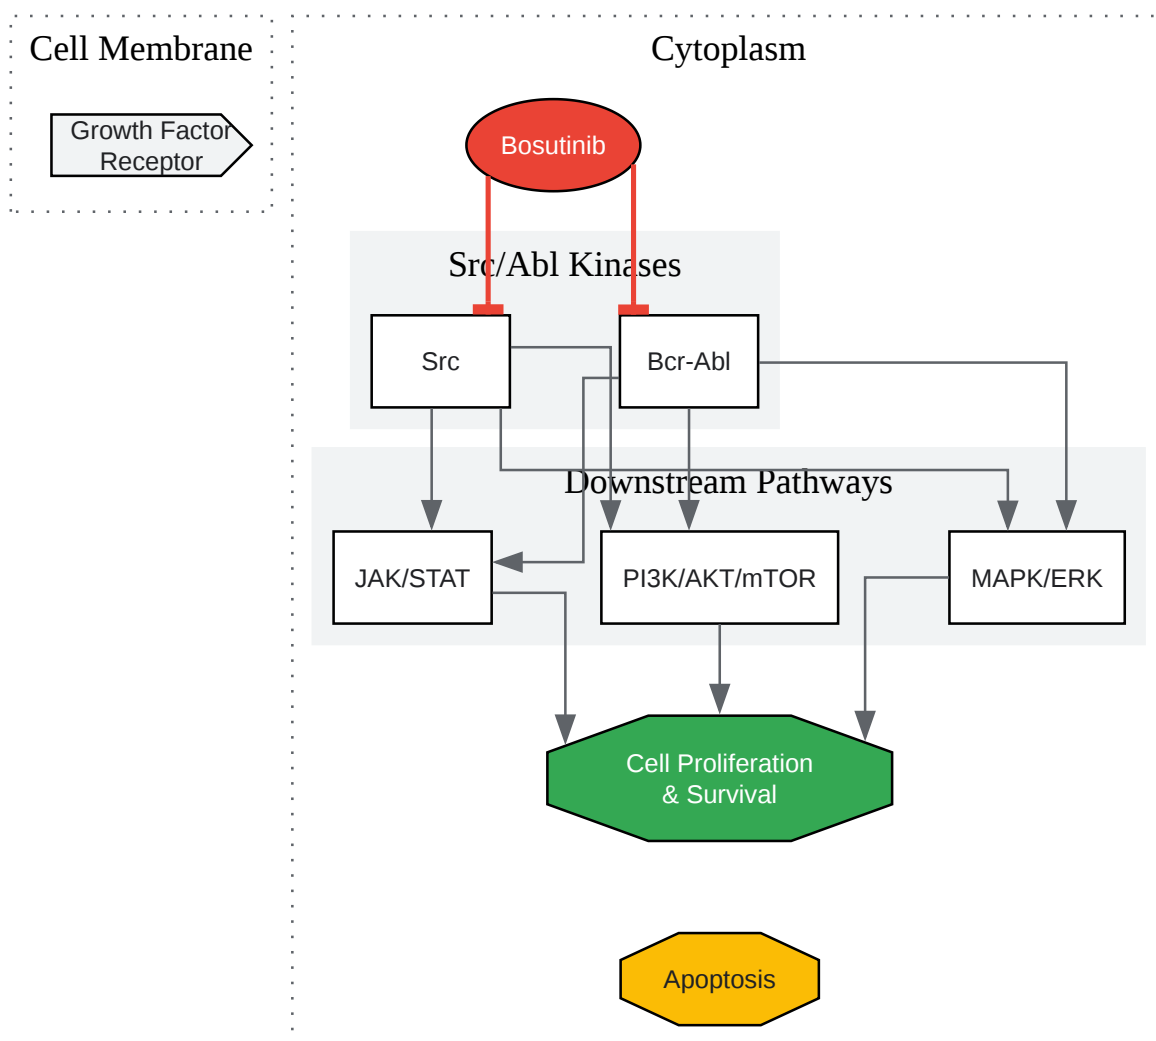 Cell Membrane
Growth Factor
Receptor
Cytoplasm
Bosutinib
Src/Abl Kinases
Src
Bcr-Abl
Downstream Pathways
JAK/STAT
PI3K/AKT/mTOR
MAPK/ERK
Cell Proliferation
& Survival
Apoptosis